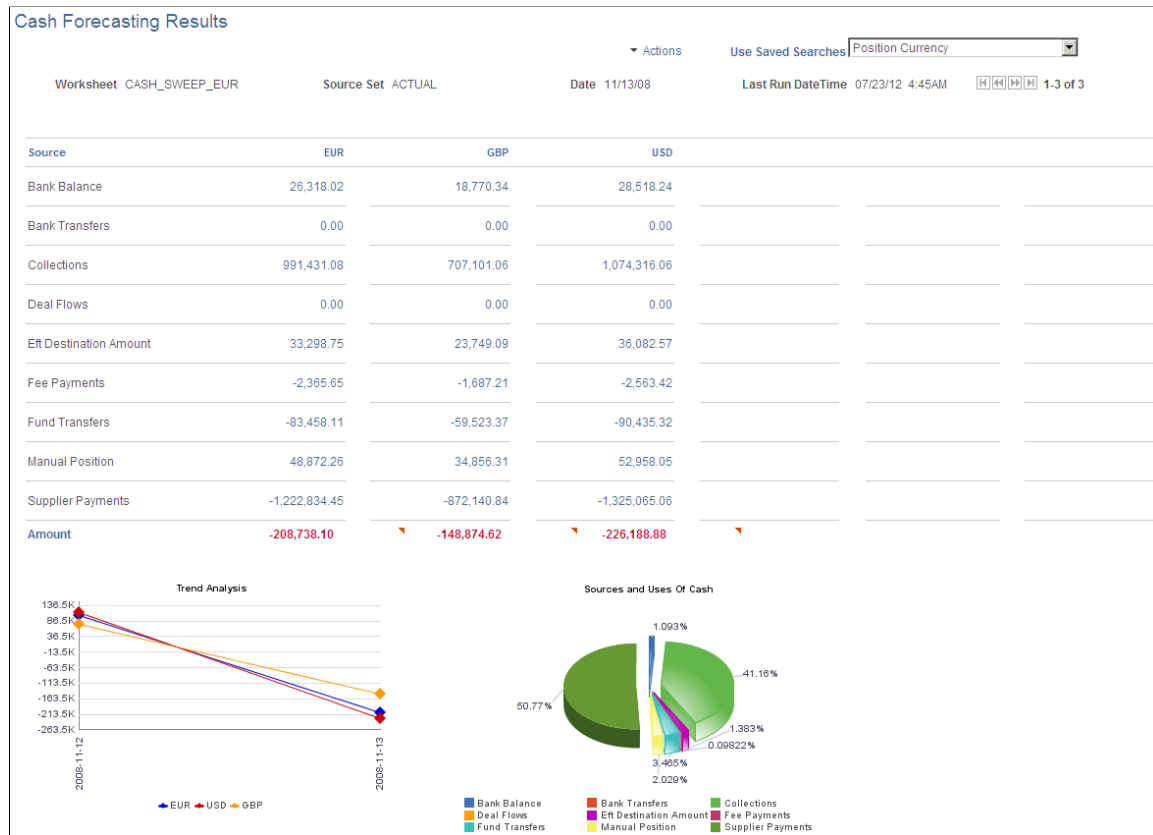 Cash Forecasting Results
Actions Use Saved Searches Position Currency
Worksheet CASH_SWEEP_EUR Source Set ACTUAL Date 11/13/08 Last Run DateTime 07/23/12 4:45AM 1-3 of 3
Source EUR GBP USD
Bank Balance 26,318.02 18,770.34 28,518.24
Bank Transfers 0.00 0.00 0.00
Collections 991,431.08 707,101.06 1,074,316.06
Deal Flows 0.00 0.00 0.00
Eft Destination Amount 33,298.75 23,749.09 36,082.57
Fee Payments -2,365.65 -1,687.21 -2,563.42
Fund Transfers -83,458.11 -59,523.37 -90,435.32
Manual Position 48,872.26 34,856.31 52,958.05
Supplier Payments -1,222,834.45 -872,140.84 -1,325,065.06
Amount -208,738.10 -148,874.62 -226,188.88
Trend Analysis
136.5K
86.5K
36.5K
-13.5K
-63.5K
-113.5K
-163.5K
-213.5K
-263.5K
2008-11-12
2008-11-13
EUR USD GBP
Sources and Uses Of Cash
1.093%
41.16%
50.77%
1.383%
0.09822%
3.465%
2.029%
Bank Balance Bank Transfers Collections
Deal Flows Eft Destination Amount Fee Payments
Fund Transfers Manual Position Supplier Payments